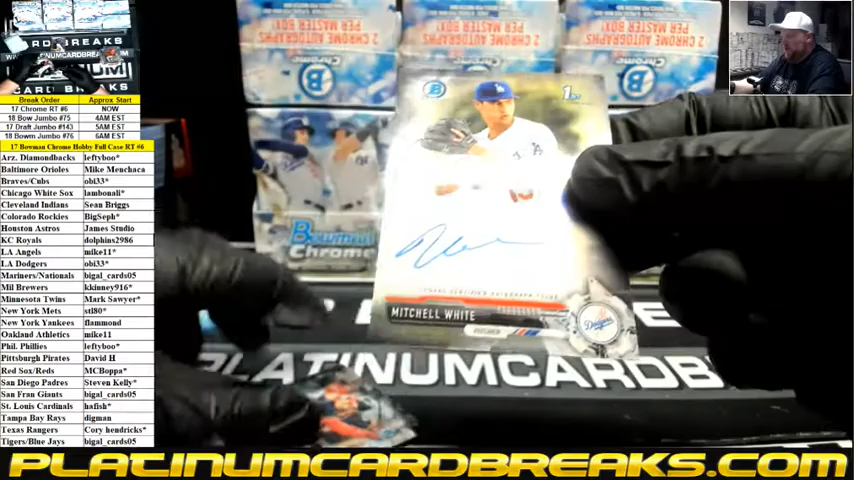 CARD BREAKS
Break Order Approx Start
17 Chrome RT #6 NOW
18 Bow Jumbo #75 4AM EST
17 Draft Jumbo #143 5AM EST
18 Bowm Jumbo #76 6AM EST
17 Bowman Chrome Hobby Full Case RT #6
Arz. Diamondbacks leftyboo*
Baltimore Orioles Mike Menchaca
Braves/Cubs obi33*
Chicago White Sox lambonali*
Cleveland Indians Sean Briggs
Colorado Rockies BigSeph*
Houston Astros James Studio
KC Royals dolphins2986
LA Angels mike11*
LA Dodgers obi33*
Mariners/Nationals bigal_cards05
Mil Brewers kkinney916*
Minnesota Twins Mark Sawyer*
New York Mets stl80*
New York Yankees flammond
Oakland Athletics mike11
Phil. Phillies leftyboo*
Pittsburgh Pirates David H
Red Sox/Reds MCBoppa*
San Diego Padres Steven Kelly*
San Fran Giants bigal_cards05
St. Louis Cardinals hafish*
Tampa Bay Rays digman
Texas Rangers Cory hendricks*
Tigers/Blue Jays bigal_cards05
2 CHROME AUTOGRAPHS
PER MASTER BOX!
2 CHROME AUTOGRAPHS
PER MASTER BOX!
2 CHROME AUTOGRAPHS
PER MASTER BOX!
Bowman
Chrome
1st
MITCHELL WHITE
PITCHER
Dodgers
PLATINUMCARDB
PLATINUMCARDBREAKS.COM